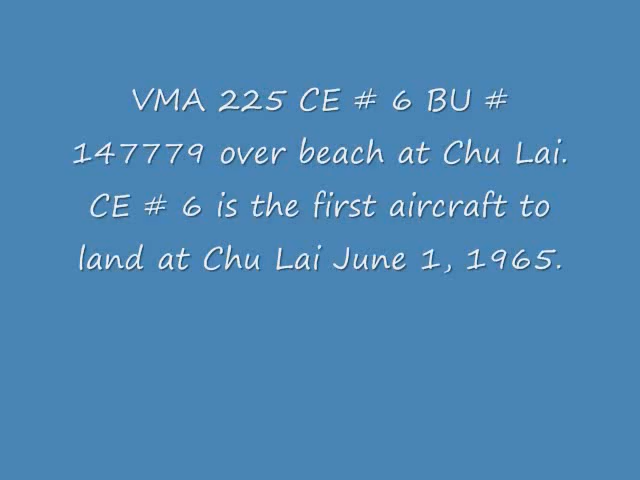 VMA 225 CE # 6 BU #
147779 over beach at Chu Lai.
CE # 6 is the first aircraft to
land at Chu Lai June 1, 1965.